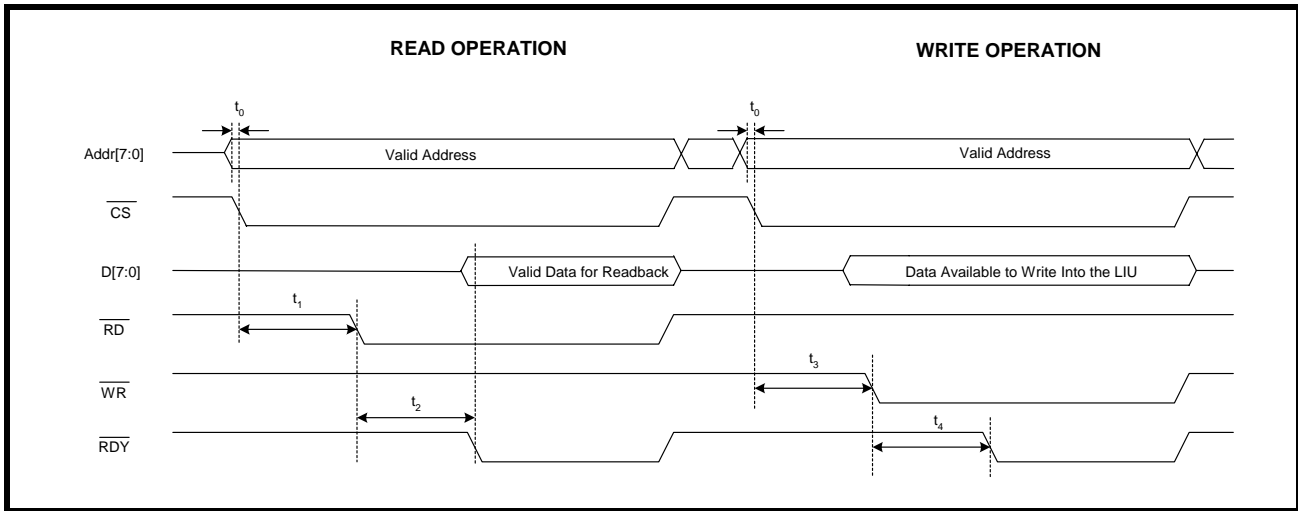 READ OPERATION WRITE OPERATION
t0 t0
Addr[7:0] Valid Address Valid Address
CS
D[7:0] Valid Data for Readback Data Available to Write Into the LIU
t1
RD
t3
WR
t2
t4
RDY